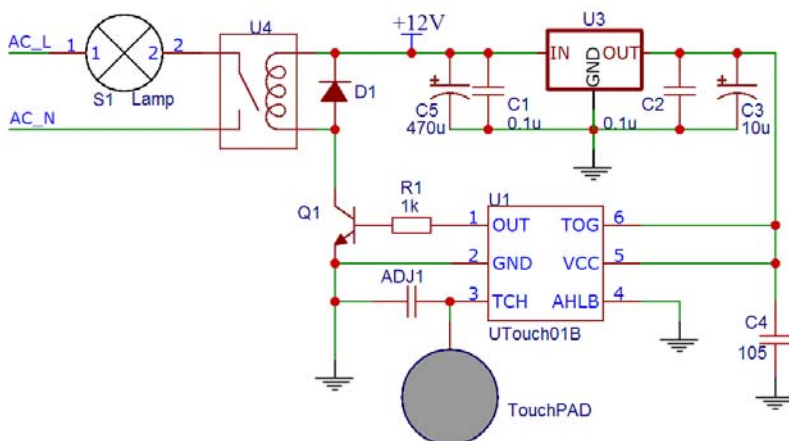 +12V
U4
U3
AC_L
1
1
2
2
IN
GND
OUT
S1 Lamp
D1
C5
470u
C1
0.1u
0.1u
C2
C3
10u
AC_N
R1
1k
U1
Q1
1
OUT
TOG
6
2
GND
VCC
5
ADJ1
3
TCH
AHLB
4
UTouch01B
C4
105
TouchPAD